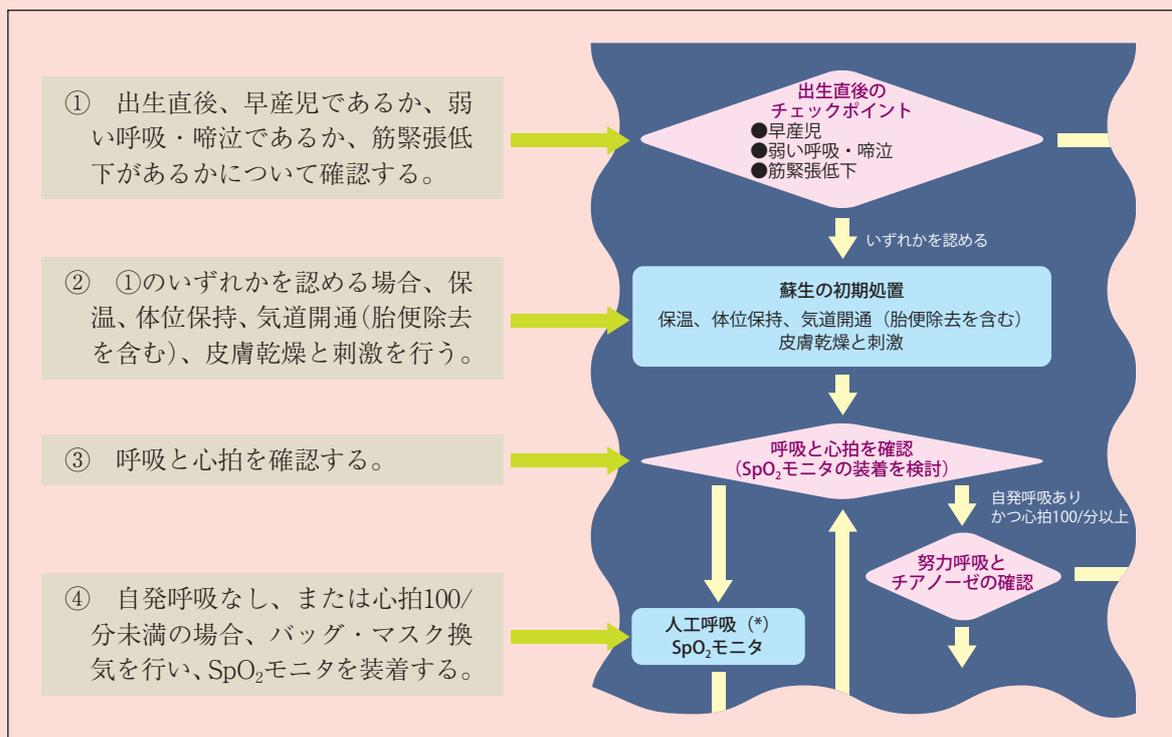 ① 出生直後、早産児であるか、弱
い呼吸・啼泣であるか、筋緊張低
下があるかについて確認する。
② ①のいずれかを認める場合、保
温、体位保持、気道開通(胎便除去
を含む)、皮膚乾燥と刺激を行う。
③ 呼吸と心拍を確認する。
④ 自発呼吸なし、または心拍100/
分未満の場合、バッグ・マスク換
気を行い、SpO₂モニタを装着する。
出生直後の
チェックポイント
●早産児
●弱い呼吸・啼泣
●筋緊張低下
いずれかを認める
蘇生の初期処置
保温、体位保持、気道開通（胎便除去を含む）
皮膚乾燥と刺激
呼吸と心拍を確認
（SpO₂モニタの装着を検討）
自発呼吸あり
かつ心拍100/分以上
努力呼吸と
チアノーゼの確認
人工呼吸（*）
SpO₂モニタ